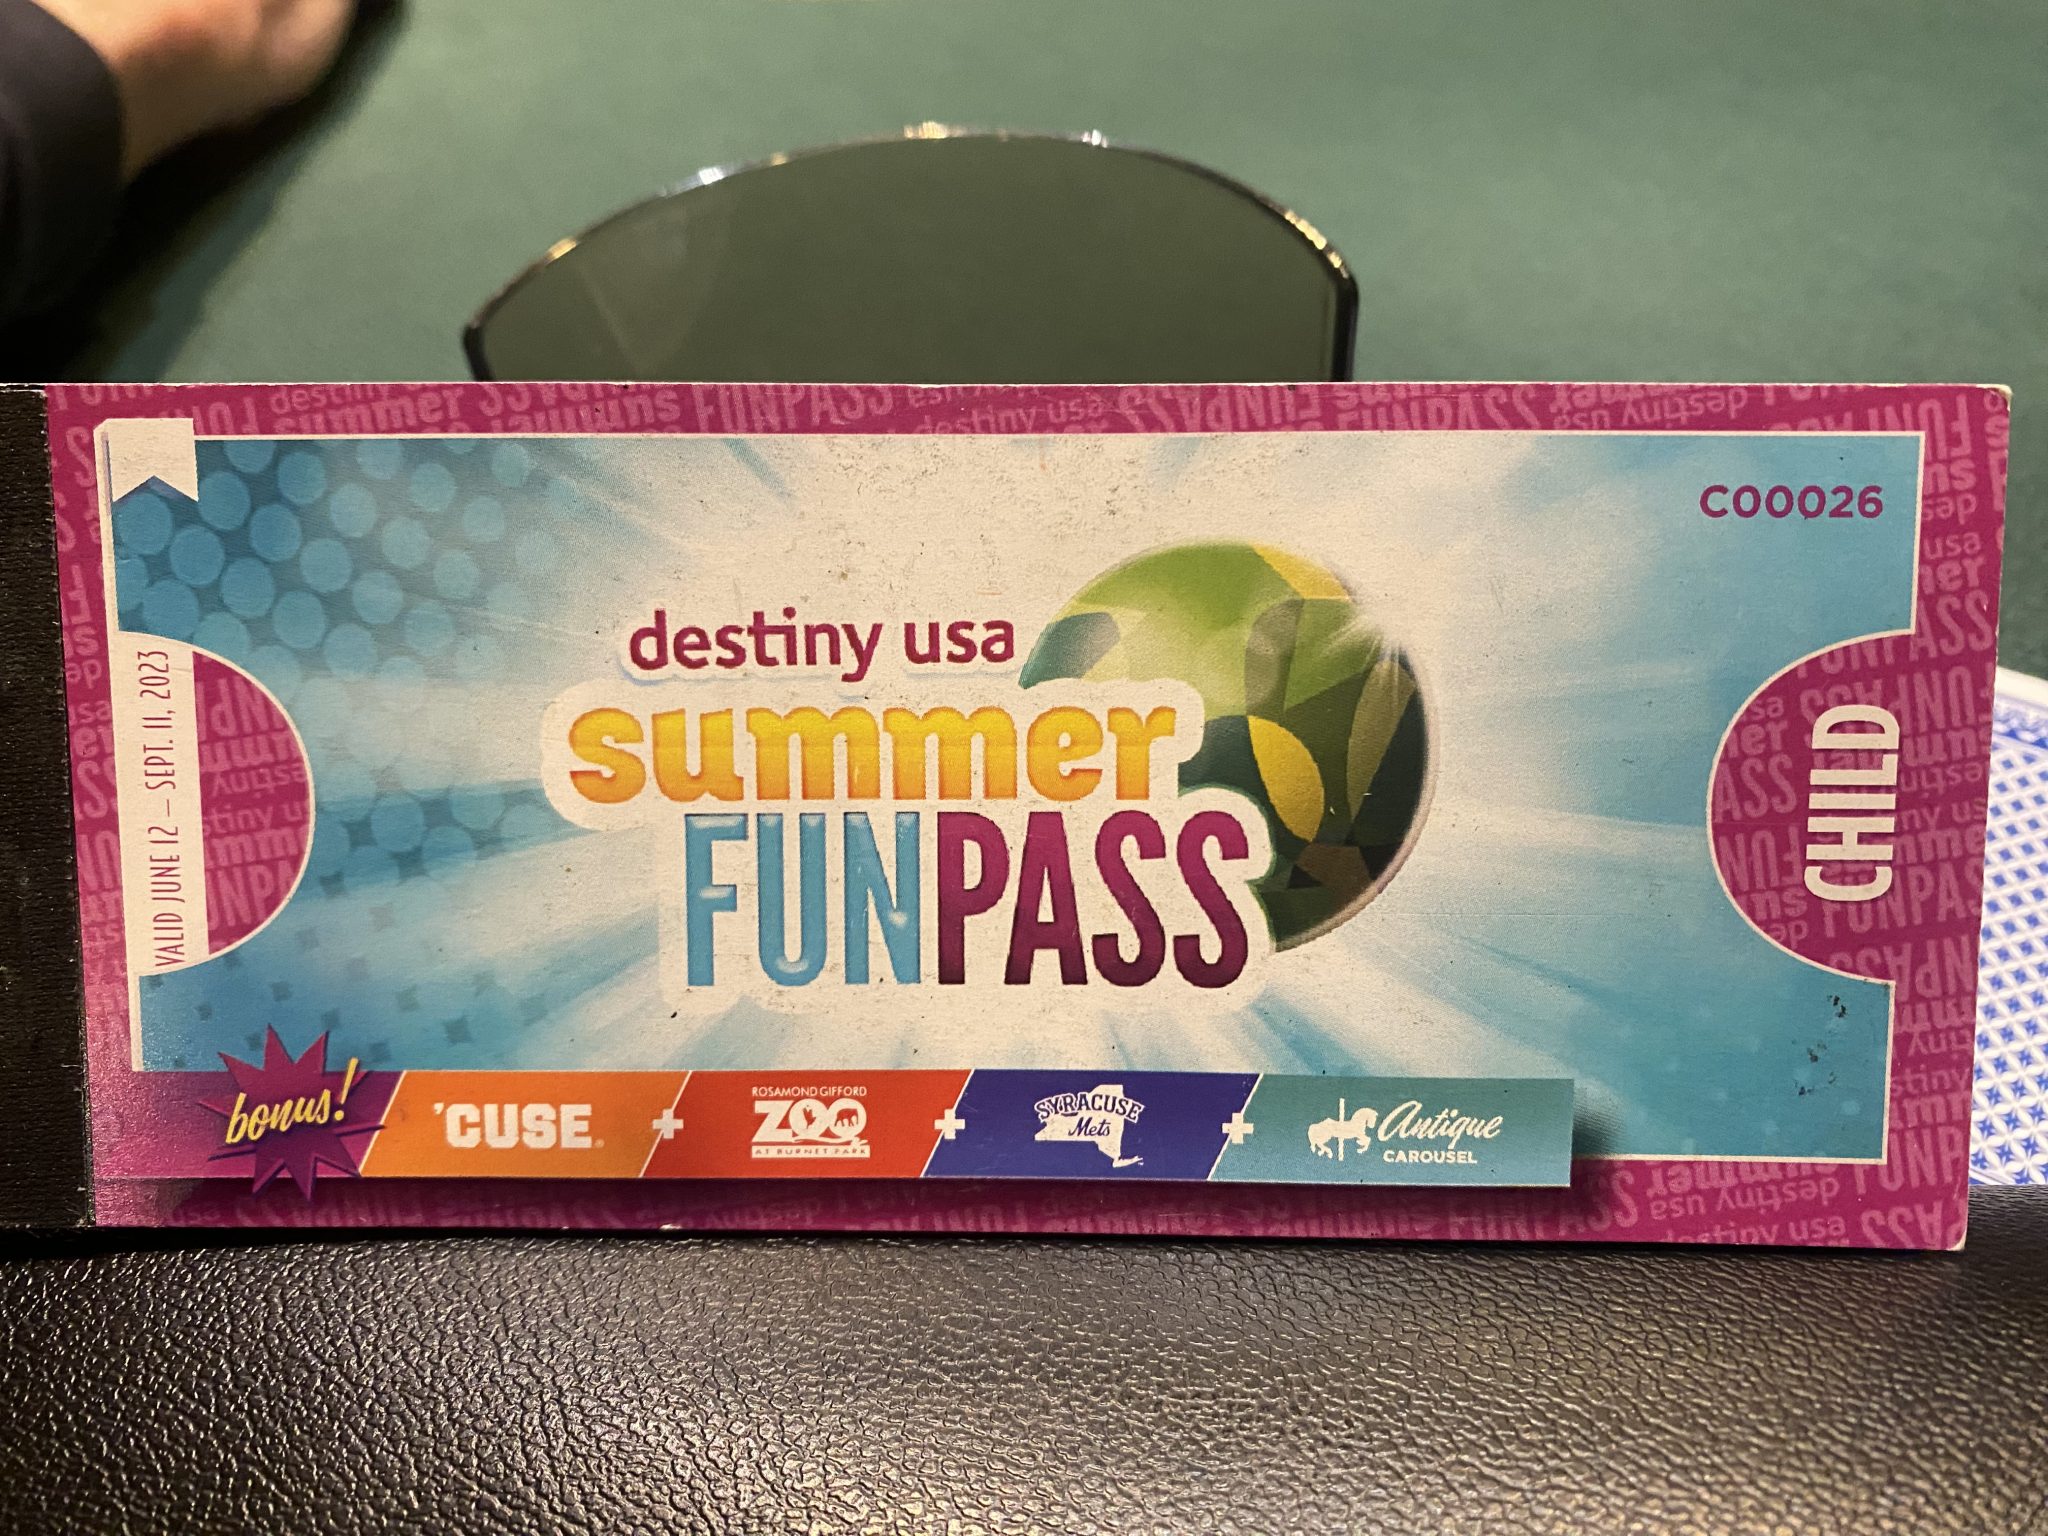 C00026
destiny usa
summer
FUNPASS
VALID JUNE 12 – SEPT. 11, 2023
CHILD
bonus!
'CUSE
+
ROSAMOND GIFFORD
ZOO
AT BURNET PARK
+
SYRACUSE
Mets
+
Antique
CAROUSEL